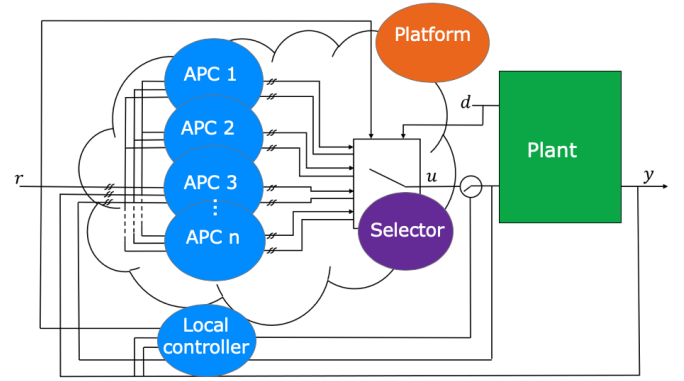 Platform
APC 1
d
APC 2
Plant
r
APC 3
u
y
⋮
APC n
Selector
Local
controller